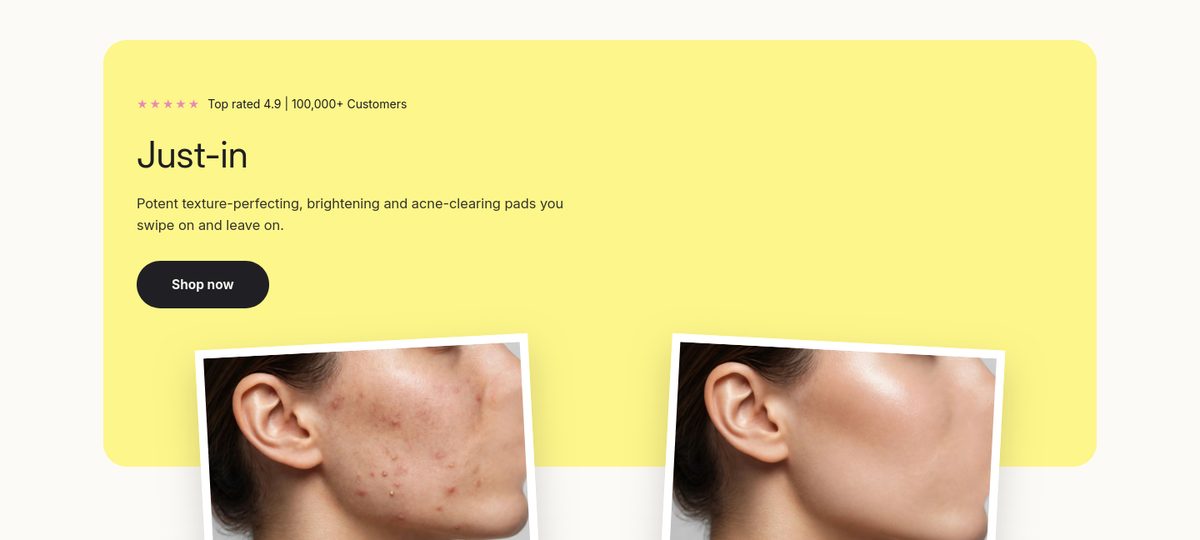 ★★★★★ Top rated 4.9 | 100,000+ Customers
Just-in
Potent texture-perfecting, brightening and acne-clearing pads you
swipe on and leave on.
Shop now